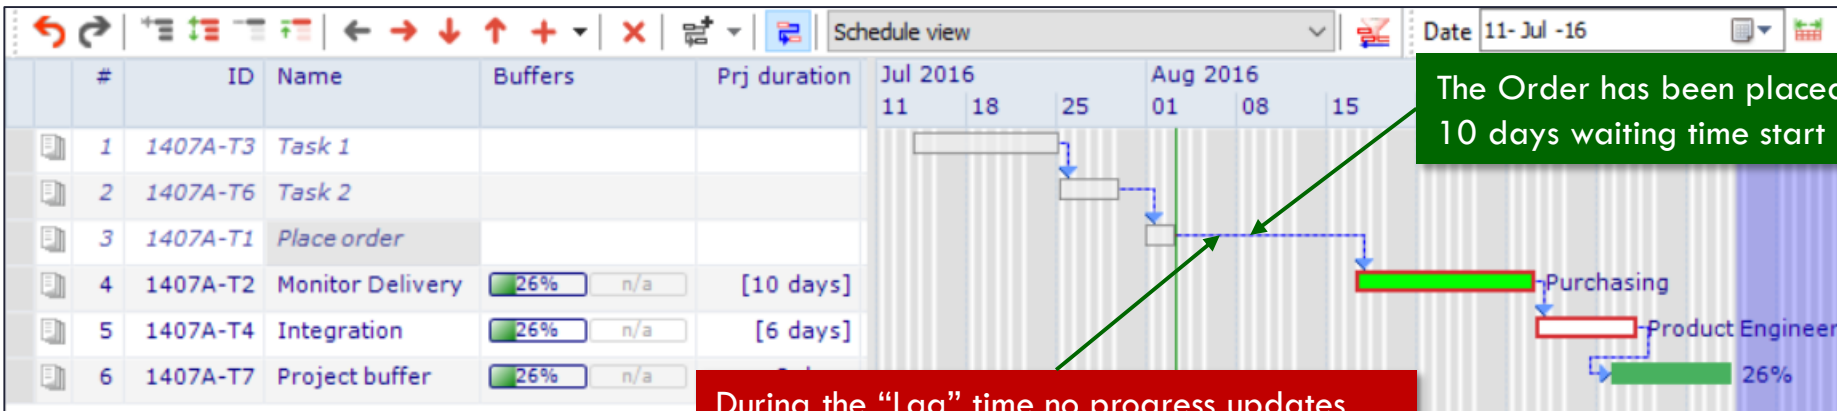 Schedule view Date 11- Jul -16
# ID Name Buffers Prj duration Jul 2016 Aug 2016
11 18 25 01 08 15
The Order has been placed
10 days waiting time start
1 1407A-T3 Task 1
2 1407A-T6 Task 2
3 1407A-T1 Place order
4 1407A-T2 Monitor Delivery 26% n/a [10 days] Purchasing
5 1407A-T4 Integration 26% n/a [6 days] Product Engineer
6 1407A-T7 Project buffer 26% n/a 26%
During the “Lag” time no progress updates